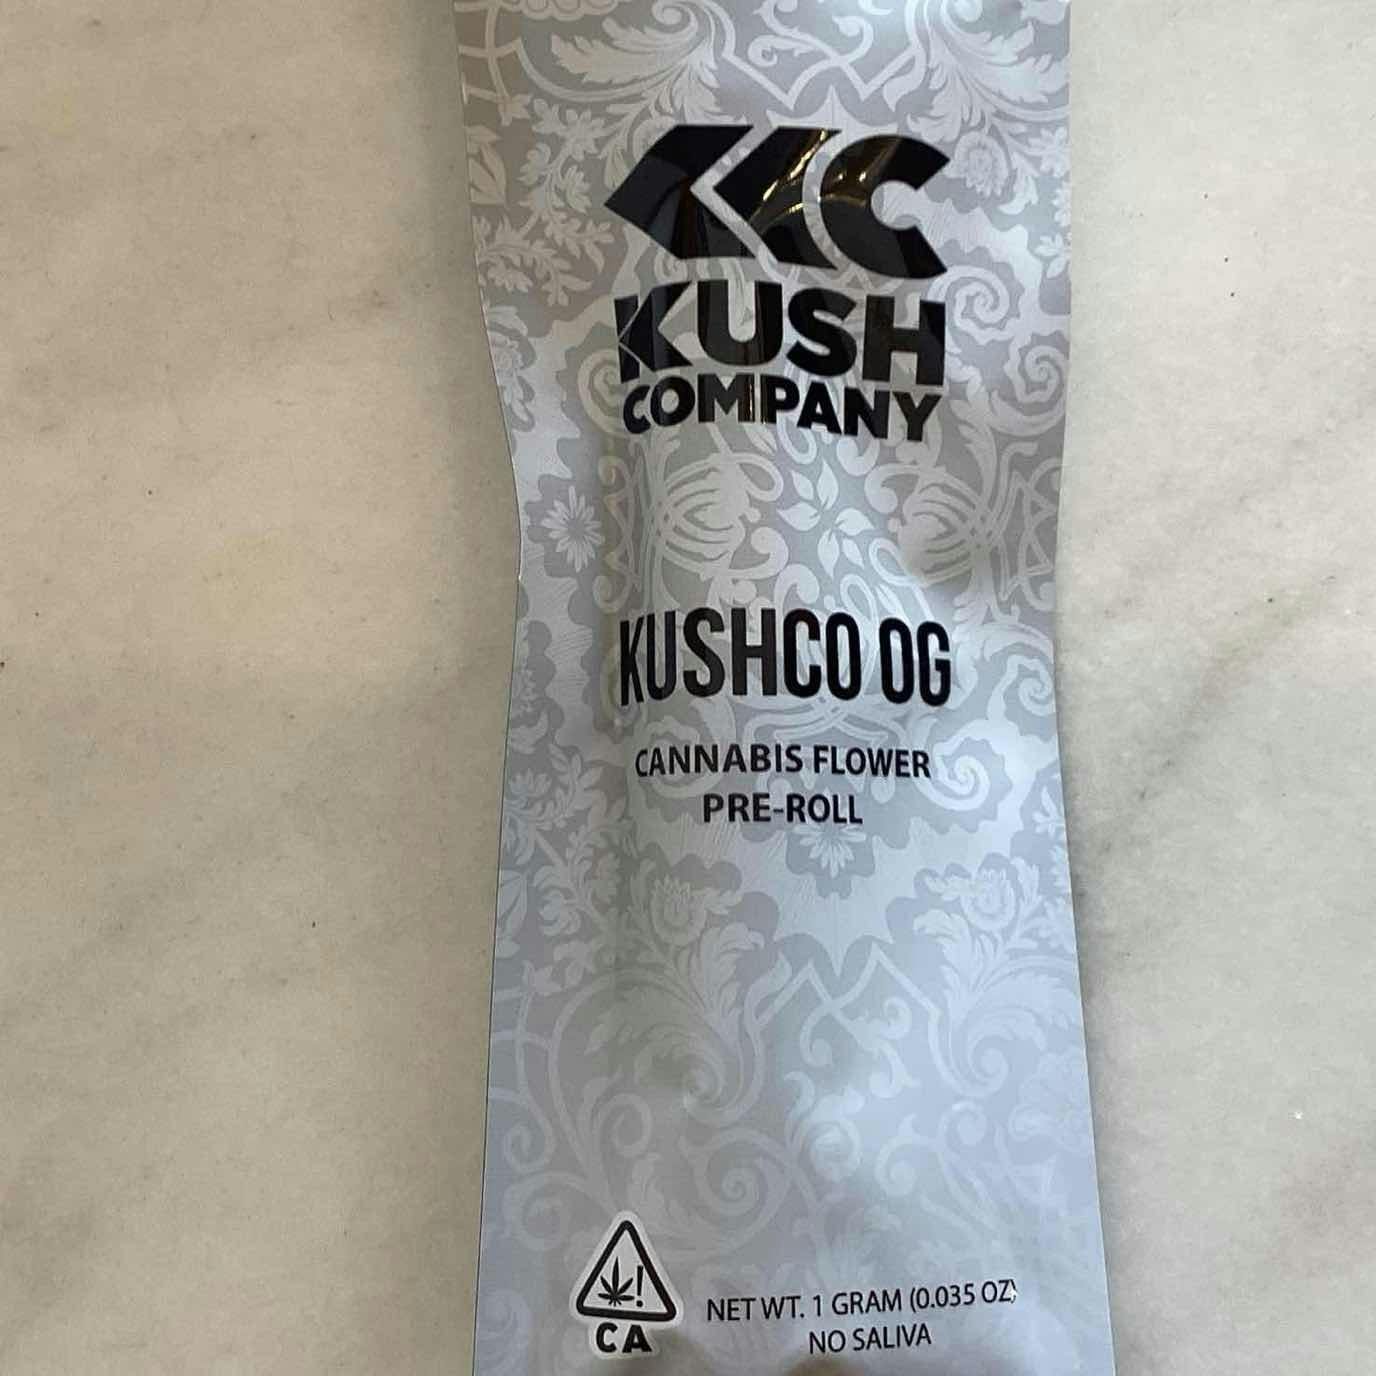 KC
KUSH
COMPANY
KUSHCO OG
CANNABIS FLOWER
PRE-ROLL
CA
NET WT. 1 GRAM (0.035 OZ)
NO SALIVA